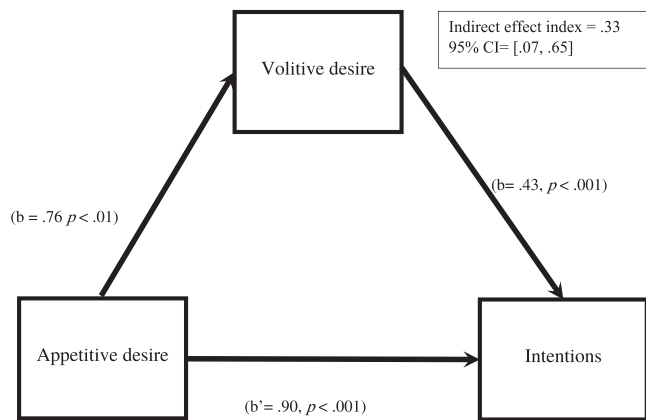 Indirect effect index = .33
95% CI= [.07, .65]
Volitive desire
(b= .43, p< .001)
(b = .76 p < .01)
Appetitive desire
Intentions
(b’= .90, p< .001)